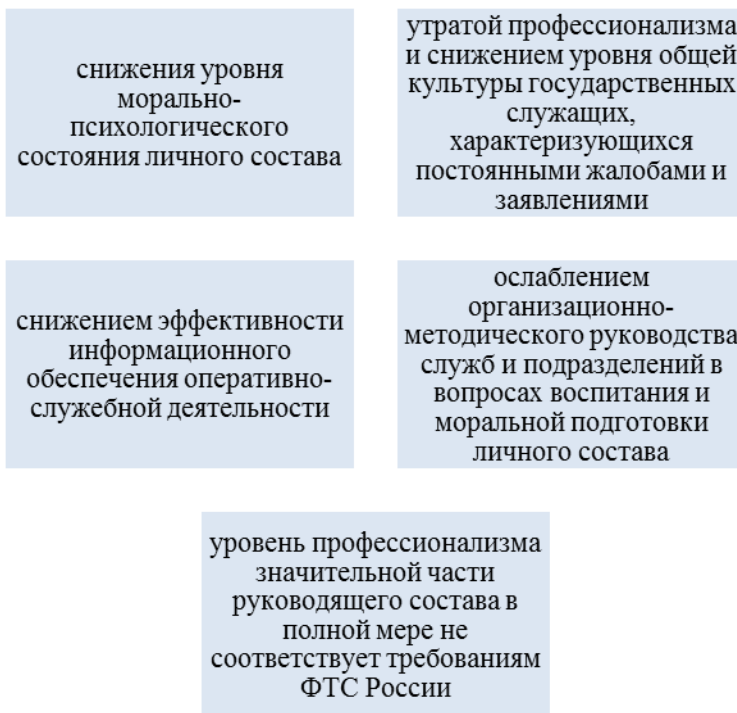 снижения уровня
морально-
психологического
состояния личного состава
утратой профессионализма
и снижением уровня общей
культуры государственных
служащих,
характеризующихся
постоянными жалобами и
заявлениями
снижением эффективности
информационного
обеспечения оперативно-
служебной деятельности
ослаблением
организационно-
методического руководства
служб и подразделений в
вопросах воспитания и
моральной подготовки
личного состава
уровень профессионализма
значительной части
руководящего состава в
полной мере не
соответствует требованиям
ФТС России